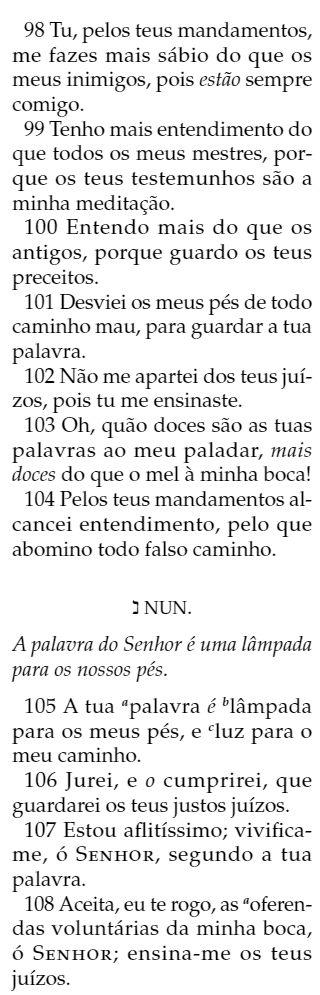 98 Tu, pelos teus mandamentos,
me fazes mais sábio do que os
meus inimigos, pois estão sempre
comigo.
99 Tenho mais entendimento do
que todos os meus mestres, por-
que os teus testemunhos são a
minha meditação.
100 Entendo mais do que os
antigos, porque guardo os teus
preceitos.
101 Desviei os meus pés de todo
caminho mau, para guardar a tua
palavra.
102 Não me apartei dos teus juí-
zos, pois tu me ensinaste.
103 Oh, quão doces são as tuas
palavras ao meu paladar, mais
doces do que o mel à minha boca!
104 Pelos teus mandamentos al-
cancei entendimento, pelo que
abomino todo falso caminho.
נ NUN.
A palavra do Senhor é uma lâmpada
para os nossos pés.
105 A tua ᵃpalavra é ᵇlâmpada
para os meus pés, e ᶜluz para o
meu caminho.
106 Jurei, e o cumprirei, que
guardarei os teus justos juízos.
107 Estou aflitíssimo; vivifica-
me, ó SENHOR, segundo a tua
palavra.
108 Aceita, eu te rogo, as ᵃoferen-
das voluntárias da minha boca,
ó SENHOR; ensina-me os teus
juízos.